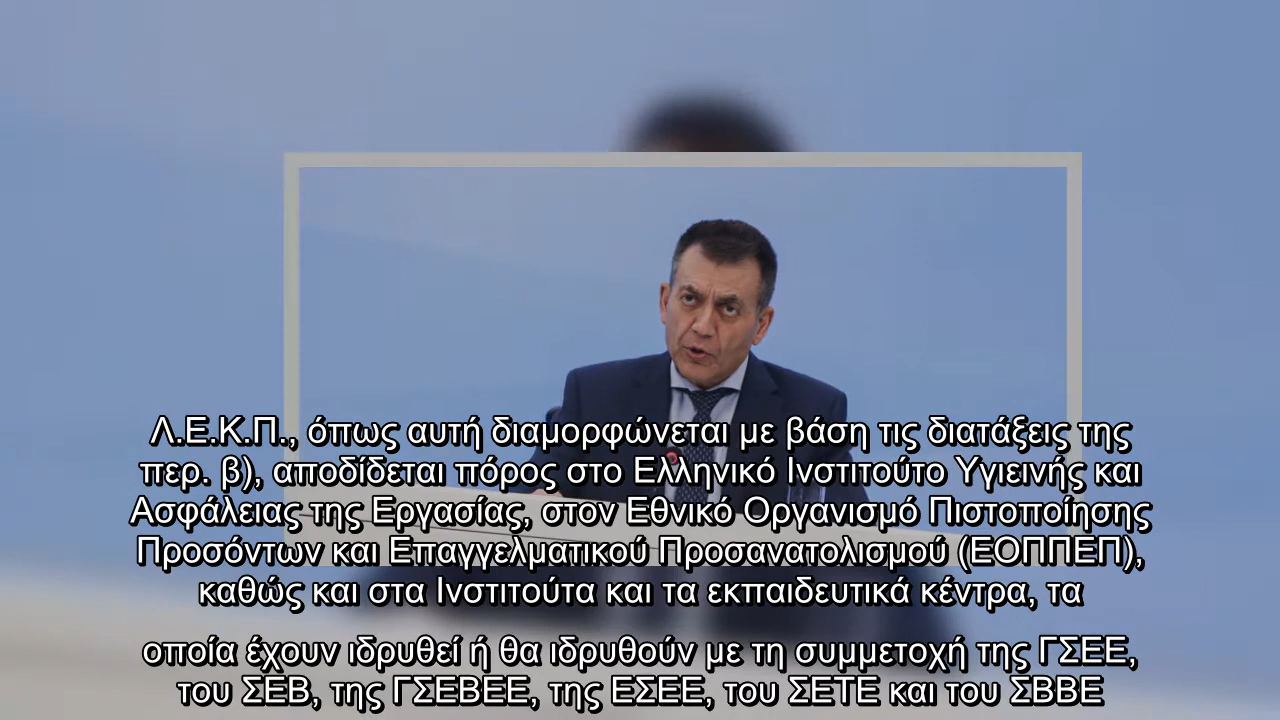 Λ.Ε.Κ.Π., όπως αυτή διαμορφώνεται με βάση τις διατάξεις της
περ. β), αποδίδεται πόρος στο Ελληνικό Ινστιτούτο Υγιεινής και
Ασφάλειας της Εργασίας, στον Εθνικό Οργανισμό Πιστοποίησης
Προσόντων και Επαγγελματικού Προσανατολισμού (ΕΟΠΠΕΠ),
καθώς και στα Ινστιτούτα και τα εκπαιδευτικά κέντρα, τα
οποία έχουν ιδρυθεί ή θα ιδρυθούν με τη συμμετοχή της ΓΣΕΕ,
του ΣΕΒ, της ΓΣΕΒΕΕ, της ΕΣΕΕ, του ΣΕΤΕ και του ΣΒΒΕ